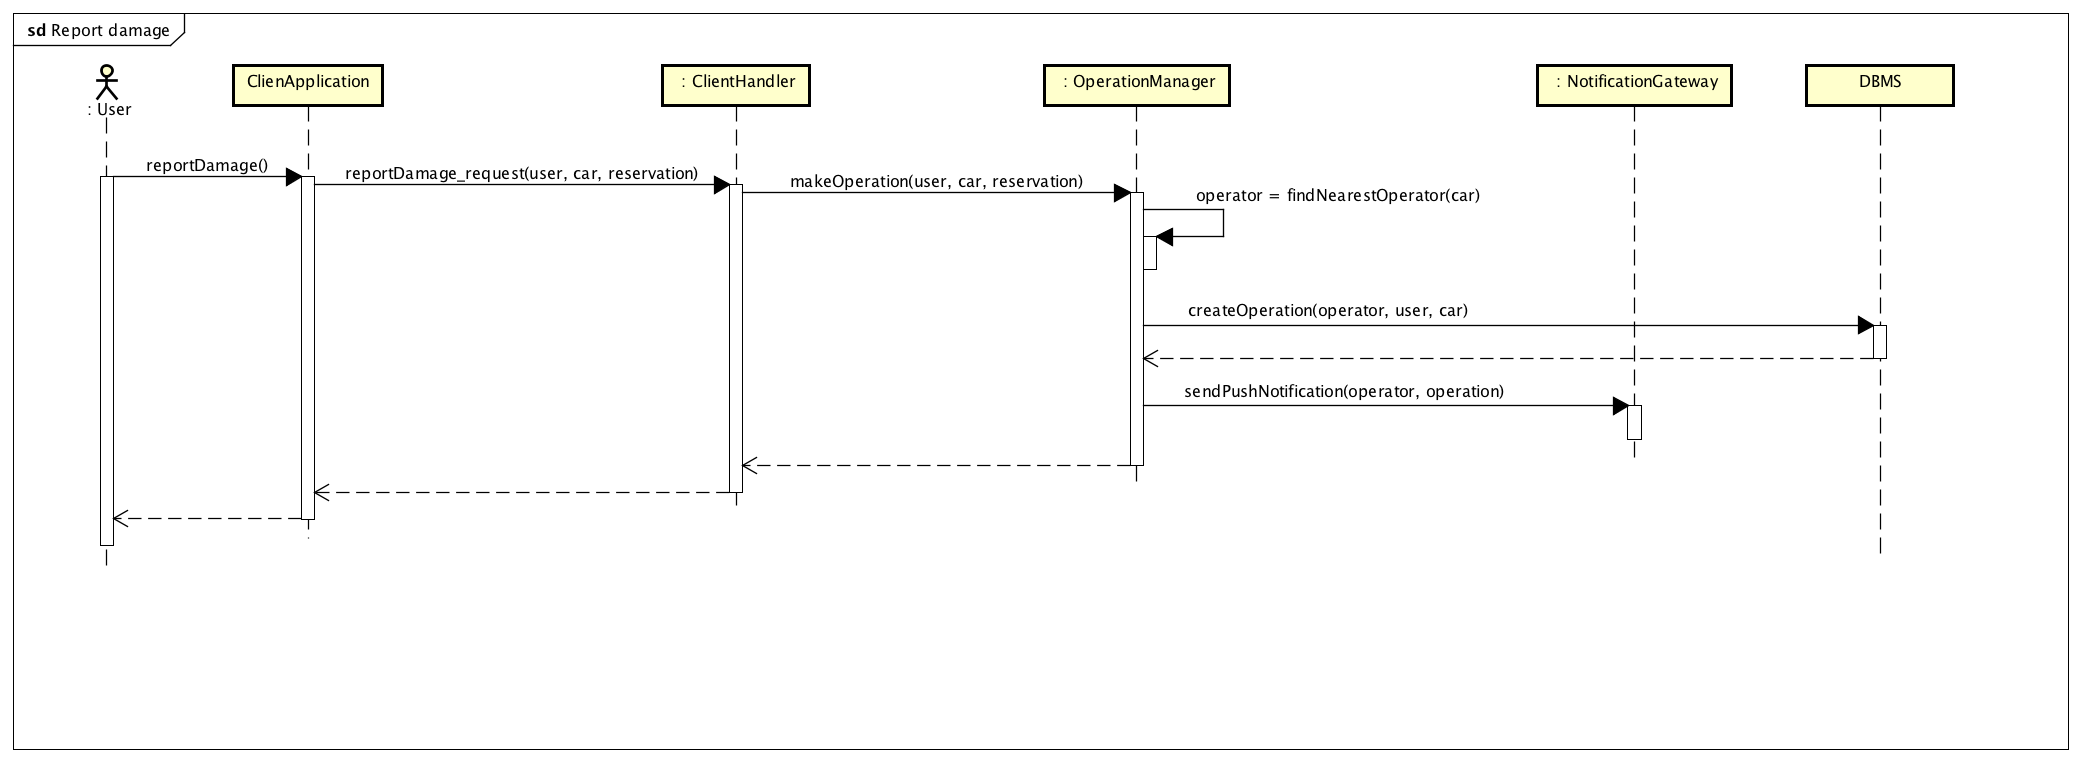 sd Report damage
: User
ClienApplication
: ClientHandler
: OperationManager
: NotificationGateway
DBMS
reportDamage()
reportDamage_request(user, car, reservation)
makeOperation(user, car, reservation)
operator = findNearestOperator(car)
createOperation(operator, user, car)
sendPushNotification(operator, operation)